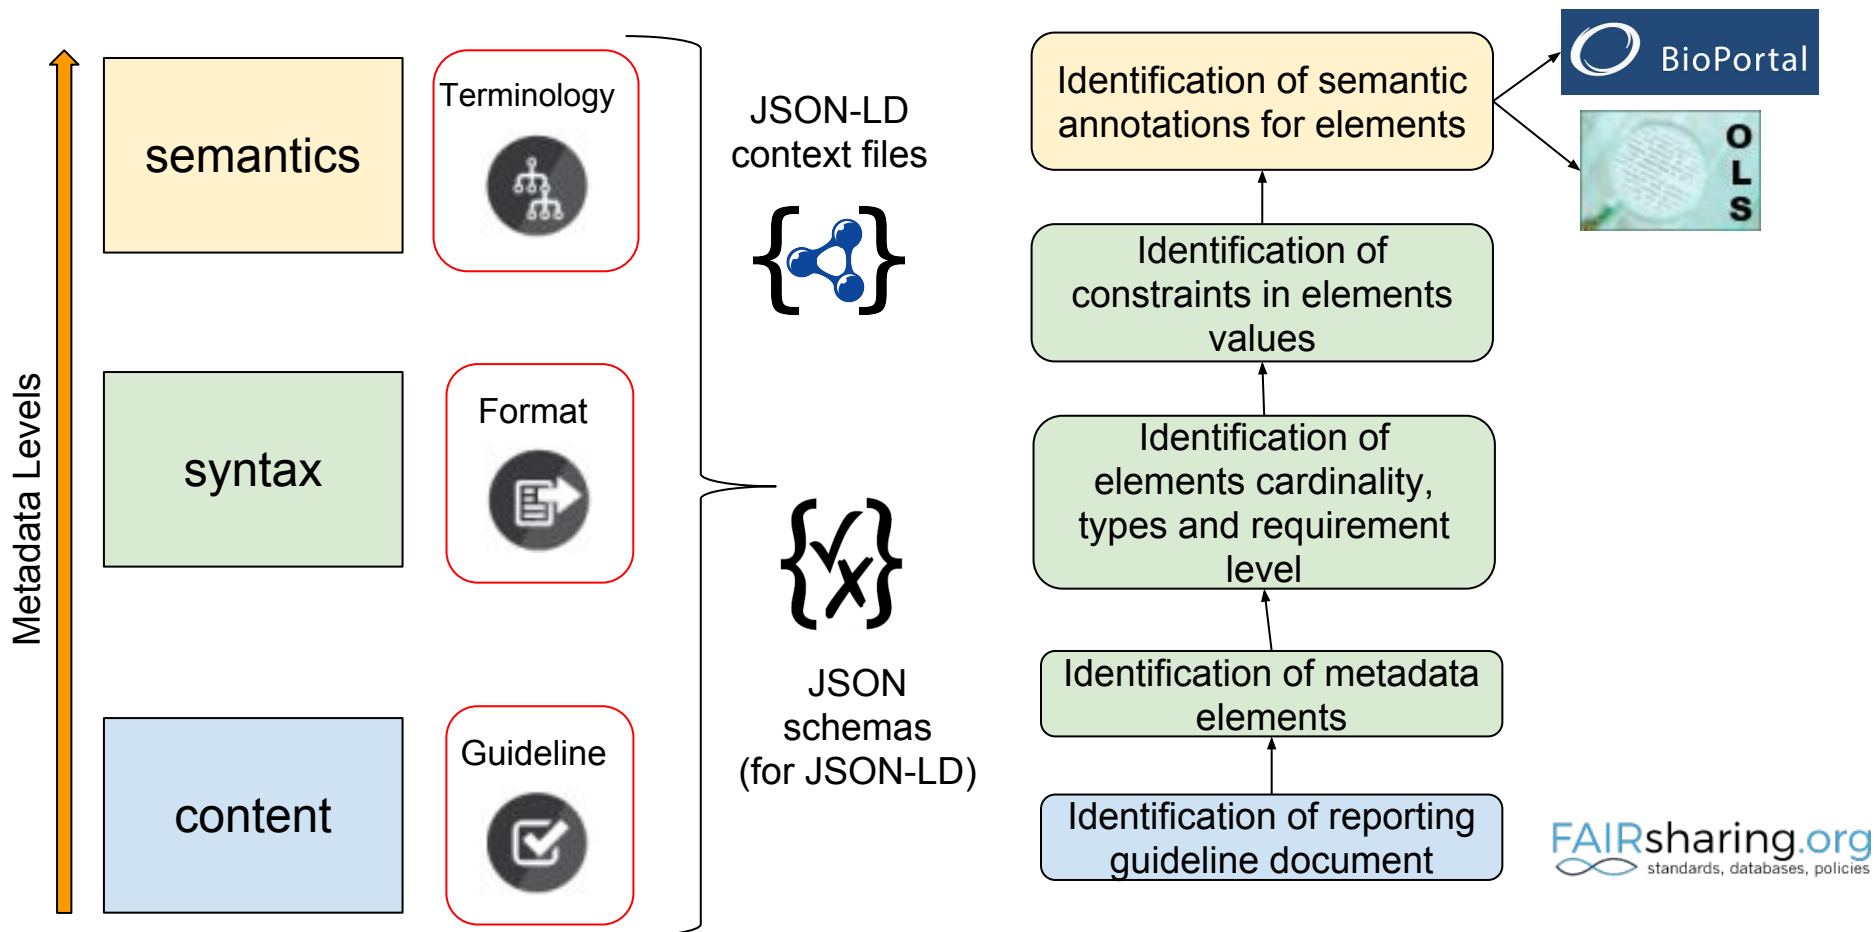 Metadata Levels
semantics
Terminology
syntax
Format
content
Guideline
JSON-LD
context files
JSON
schemas
(for JSON-LD)
Identification of semantic
annotations for elements
Identification of
constraints in elements
values
Identification of
elements cardinality,
types and requirement
level
Identification of metadata
elements
Identification of reporting
guideline document
BioPortal
OLS
FAIRsharing.org
standards, databases, policies